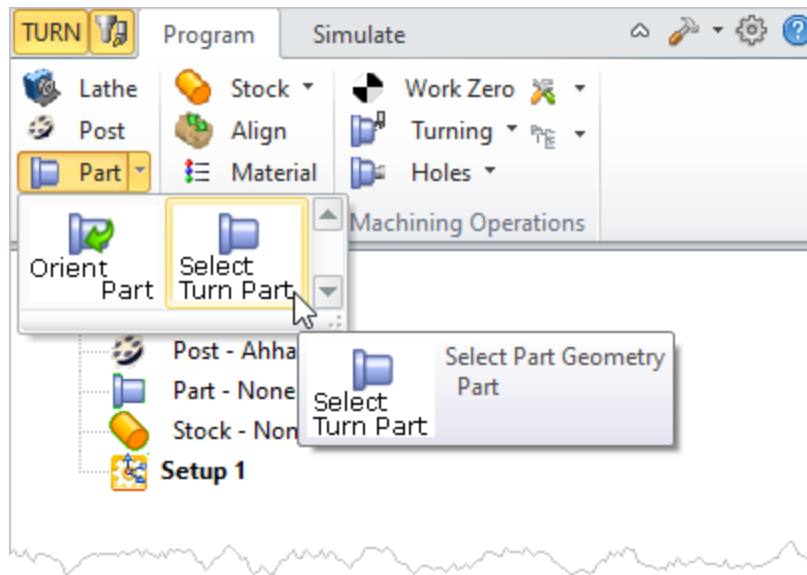 TURN Program Simulate
Lathe Stock Work Zero
Post Align Turning
Part Material Holes
Machining Operations
Orient
Part
Select
Turn Part
Post - Ahha
Part - None
Stock - Non
Setup 1
Select
Turn Part
Select Part Geometry
Part